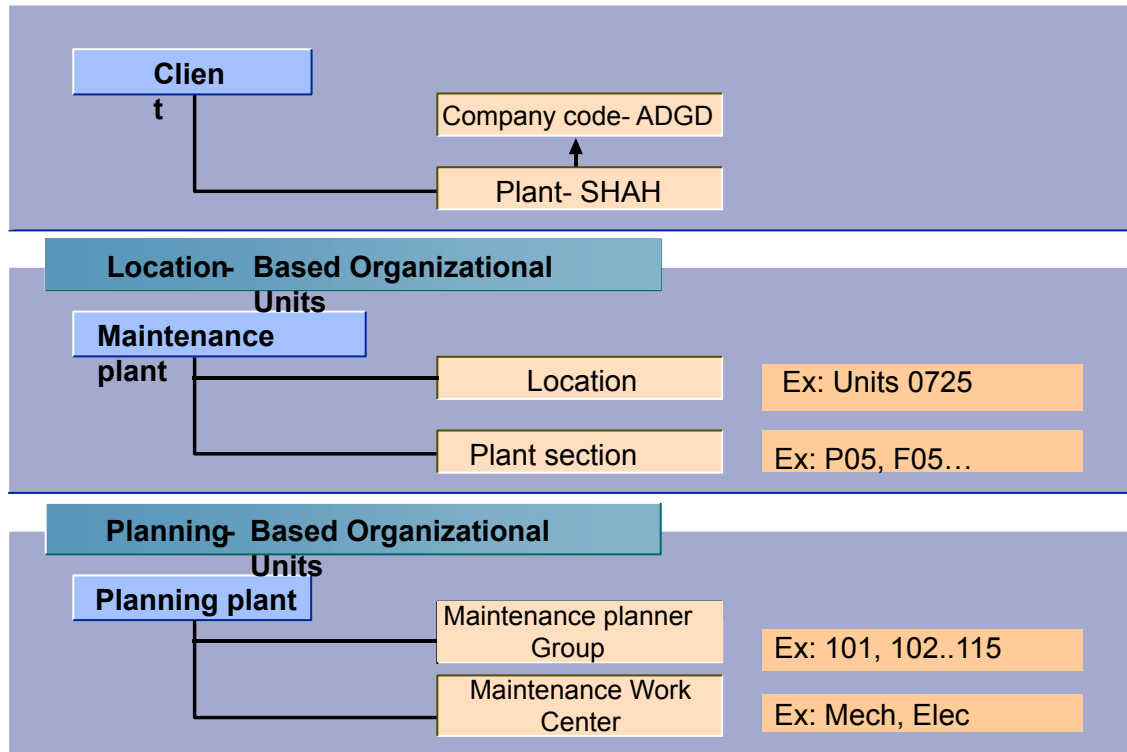 Clien
t
Company code- ADGD
Plant- SHAH
Location- Based Organizational
Units
Maintenance
plant
Location
Ex: Units 0725
Plant section
Ex: P05, F05…
Planning- Based Organizational
Units
Planning plant
Maintenance planner
Group
Ex: 101, 102..115
Maintenance Work
Center
Ex: Mech, Elec